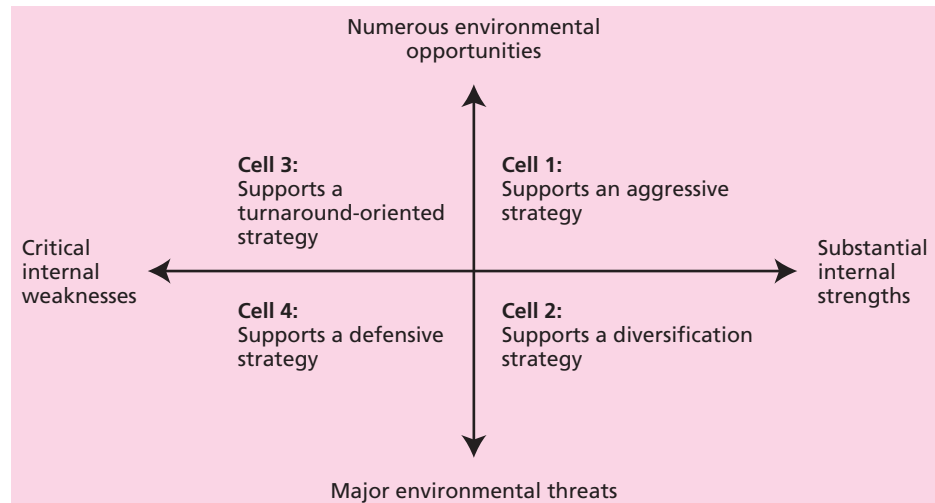 Numerous environmental
opportunities
Cell 3:
Supports a
turnaround-oriented
strategy
Cell 1:
Supports an aggressive
strategy
Critical
internal
weaknesses
Substantial
internal
strengths
Cell 4:
Supports a defensive
strategy
Cell 2:
Supports a diversification
strategy
Major environmental threats